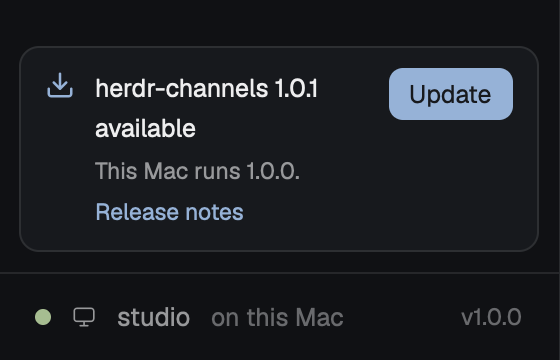 herdr-channels 1.0.1
available
Update
This Mac runs 1.0.0.
Release notes
studio on this Mac v1.0.0